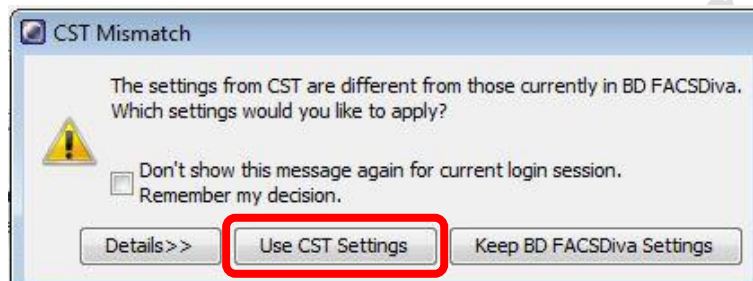 CST Mismatch
The settings from CST are different from those currently in BD FACSDiva.
Which settings would you like to apply?
Don't show this message again for current login session.
Remember my decision.
Details>> Use CST Settings Keep BD FACSDiva Settings